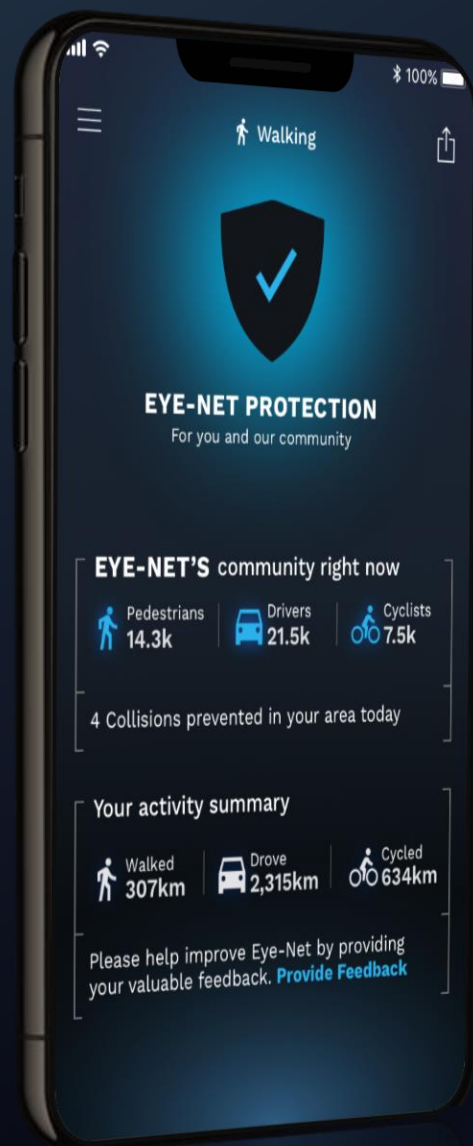 100%
Walking
EYE-NET PROTECTION
For you and our community
EYE-NET'S community right now
Pedestrians
14.3k
Drivers
21.5k
Cyclists
7.5k
4 Collisions prevented in your area today
Your activity summary
Walked
307km
Drove
2,315km
Cycled
634km
Please help improve Eye-Net by providing
your valuable feedback. Provide Feedback